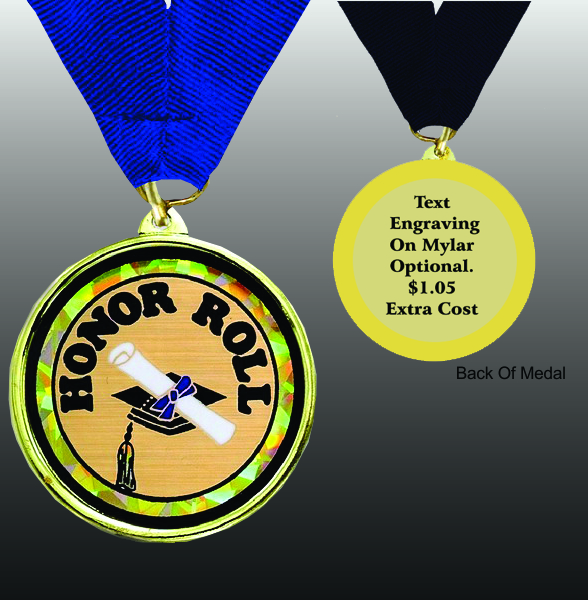 HONOR ROLL
Text
Engraving
On Mylar
Optional.
$1.05
Extra Cost
Back Of Medal